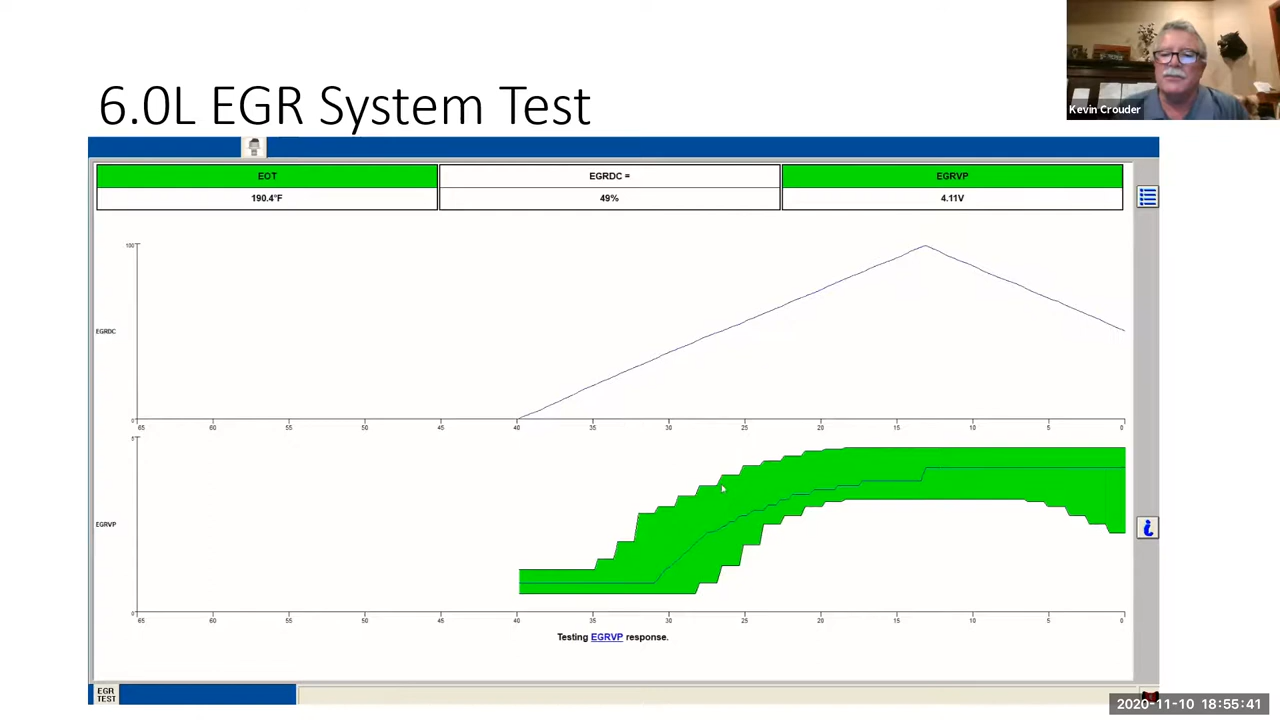 Kevin Crouder
6.0L EGR System Test
EOT EGRDC = EGRVP
190.4°F 49% 4.11V
100
EGRDC
0
65 60 55 50 45 40 35 30 25 20 15 10 5 0
5
EGRVP
0
65 60 55 50 45 40 35 30 25 20 15 10 5 0
Testing EGRVP response.
EGR
TEST
2020-11-10 18:55:41